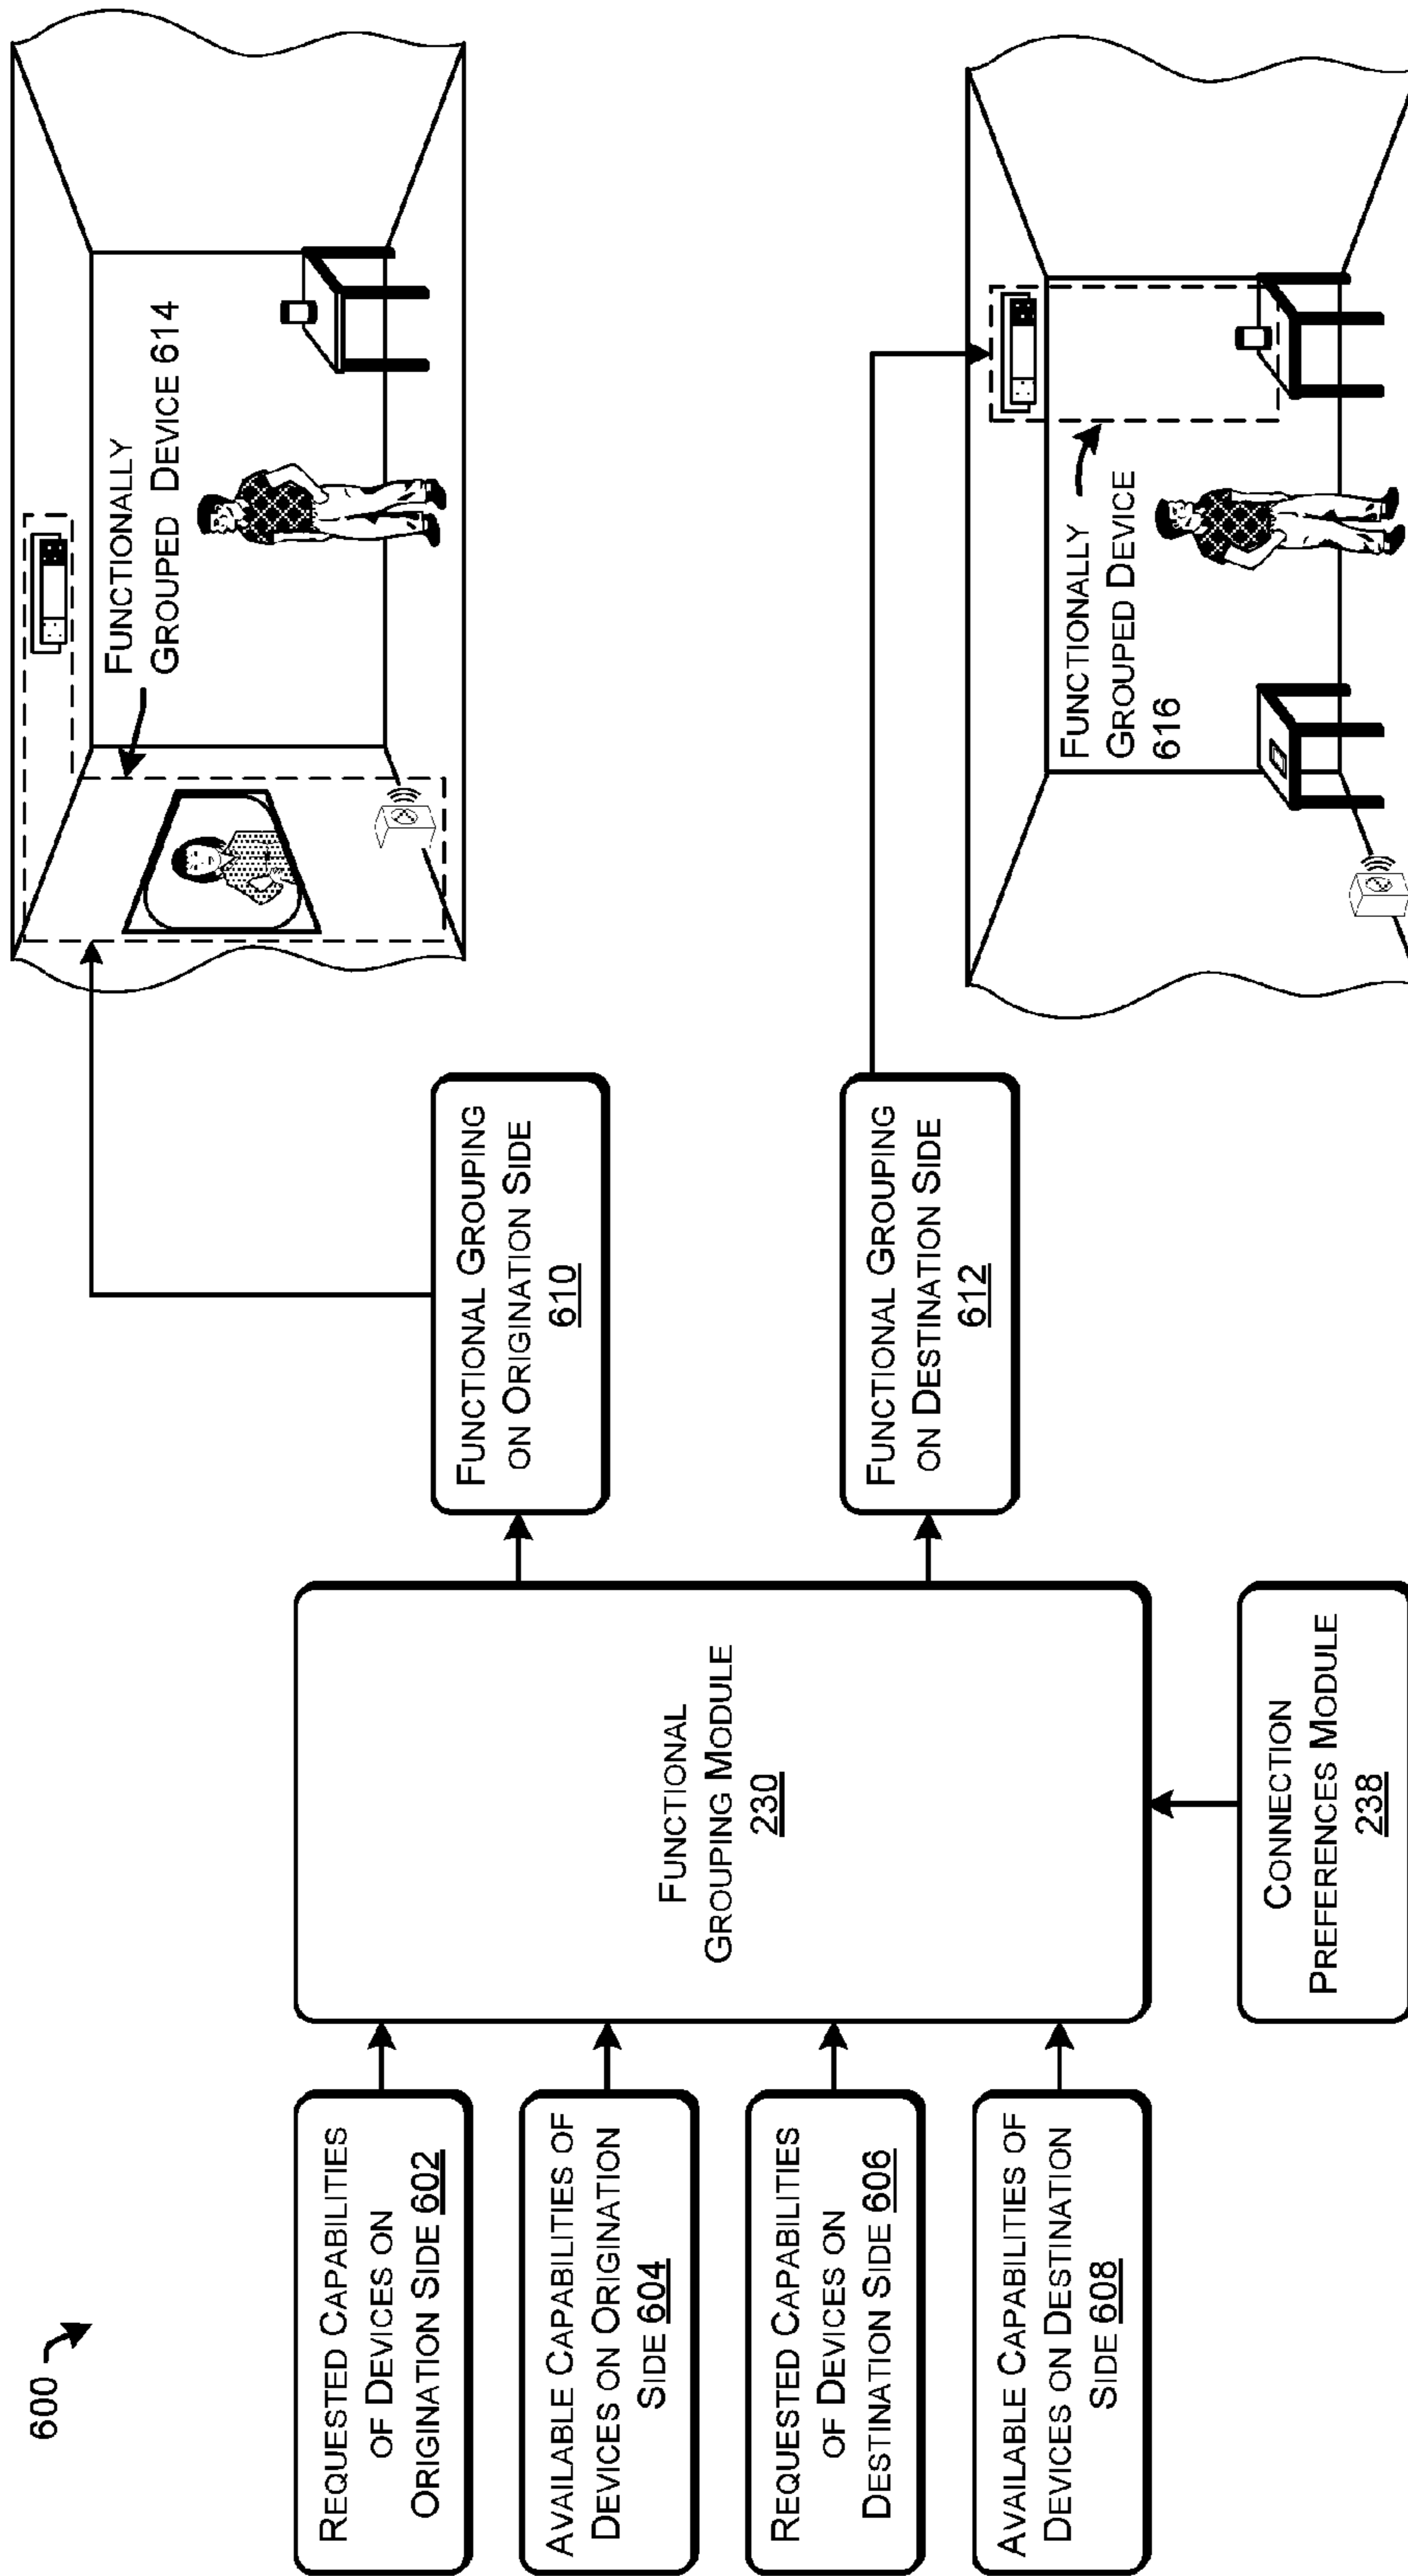 600
REQUESTED CAPABILITIES
OF DEVICES ON
ORIGINATION SIDE 602
AVAILABLE CAPABILITIES OF
DEVICES ON ORIGINATION
SIDE 604
REQUESTED CAPABILITIES
OF DEVICES ON
DESTINATION SIDE 606
AVAILABLE CAPABILITIES OF
DEVICES ON DESTINATION
SIDE 608
FUNCTIONAL
GROUPING MODULE
230
CONNECTION
PREFERENCES MODULE
238
FUNCTIONAL GROUPING
ON ORIGINATION SIDE
610
FUNCTIONAL GROUPING
ON DESTINATION SIDE
612
FUNCTIONALLY
GROUPED DEVICE 614
FUNCTIONALLY
GROUPED DEVICE
616